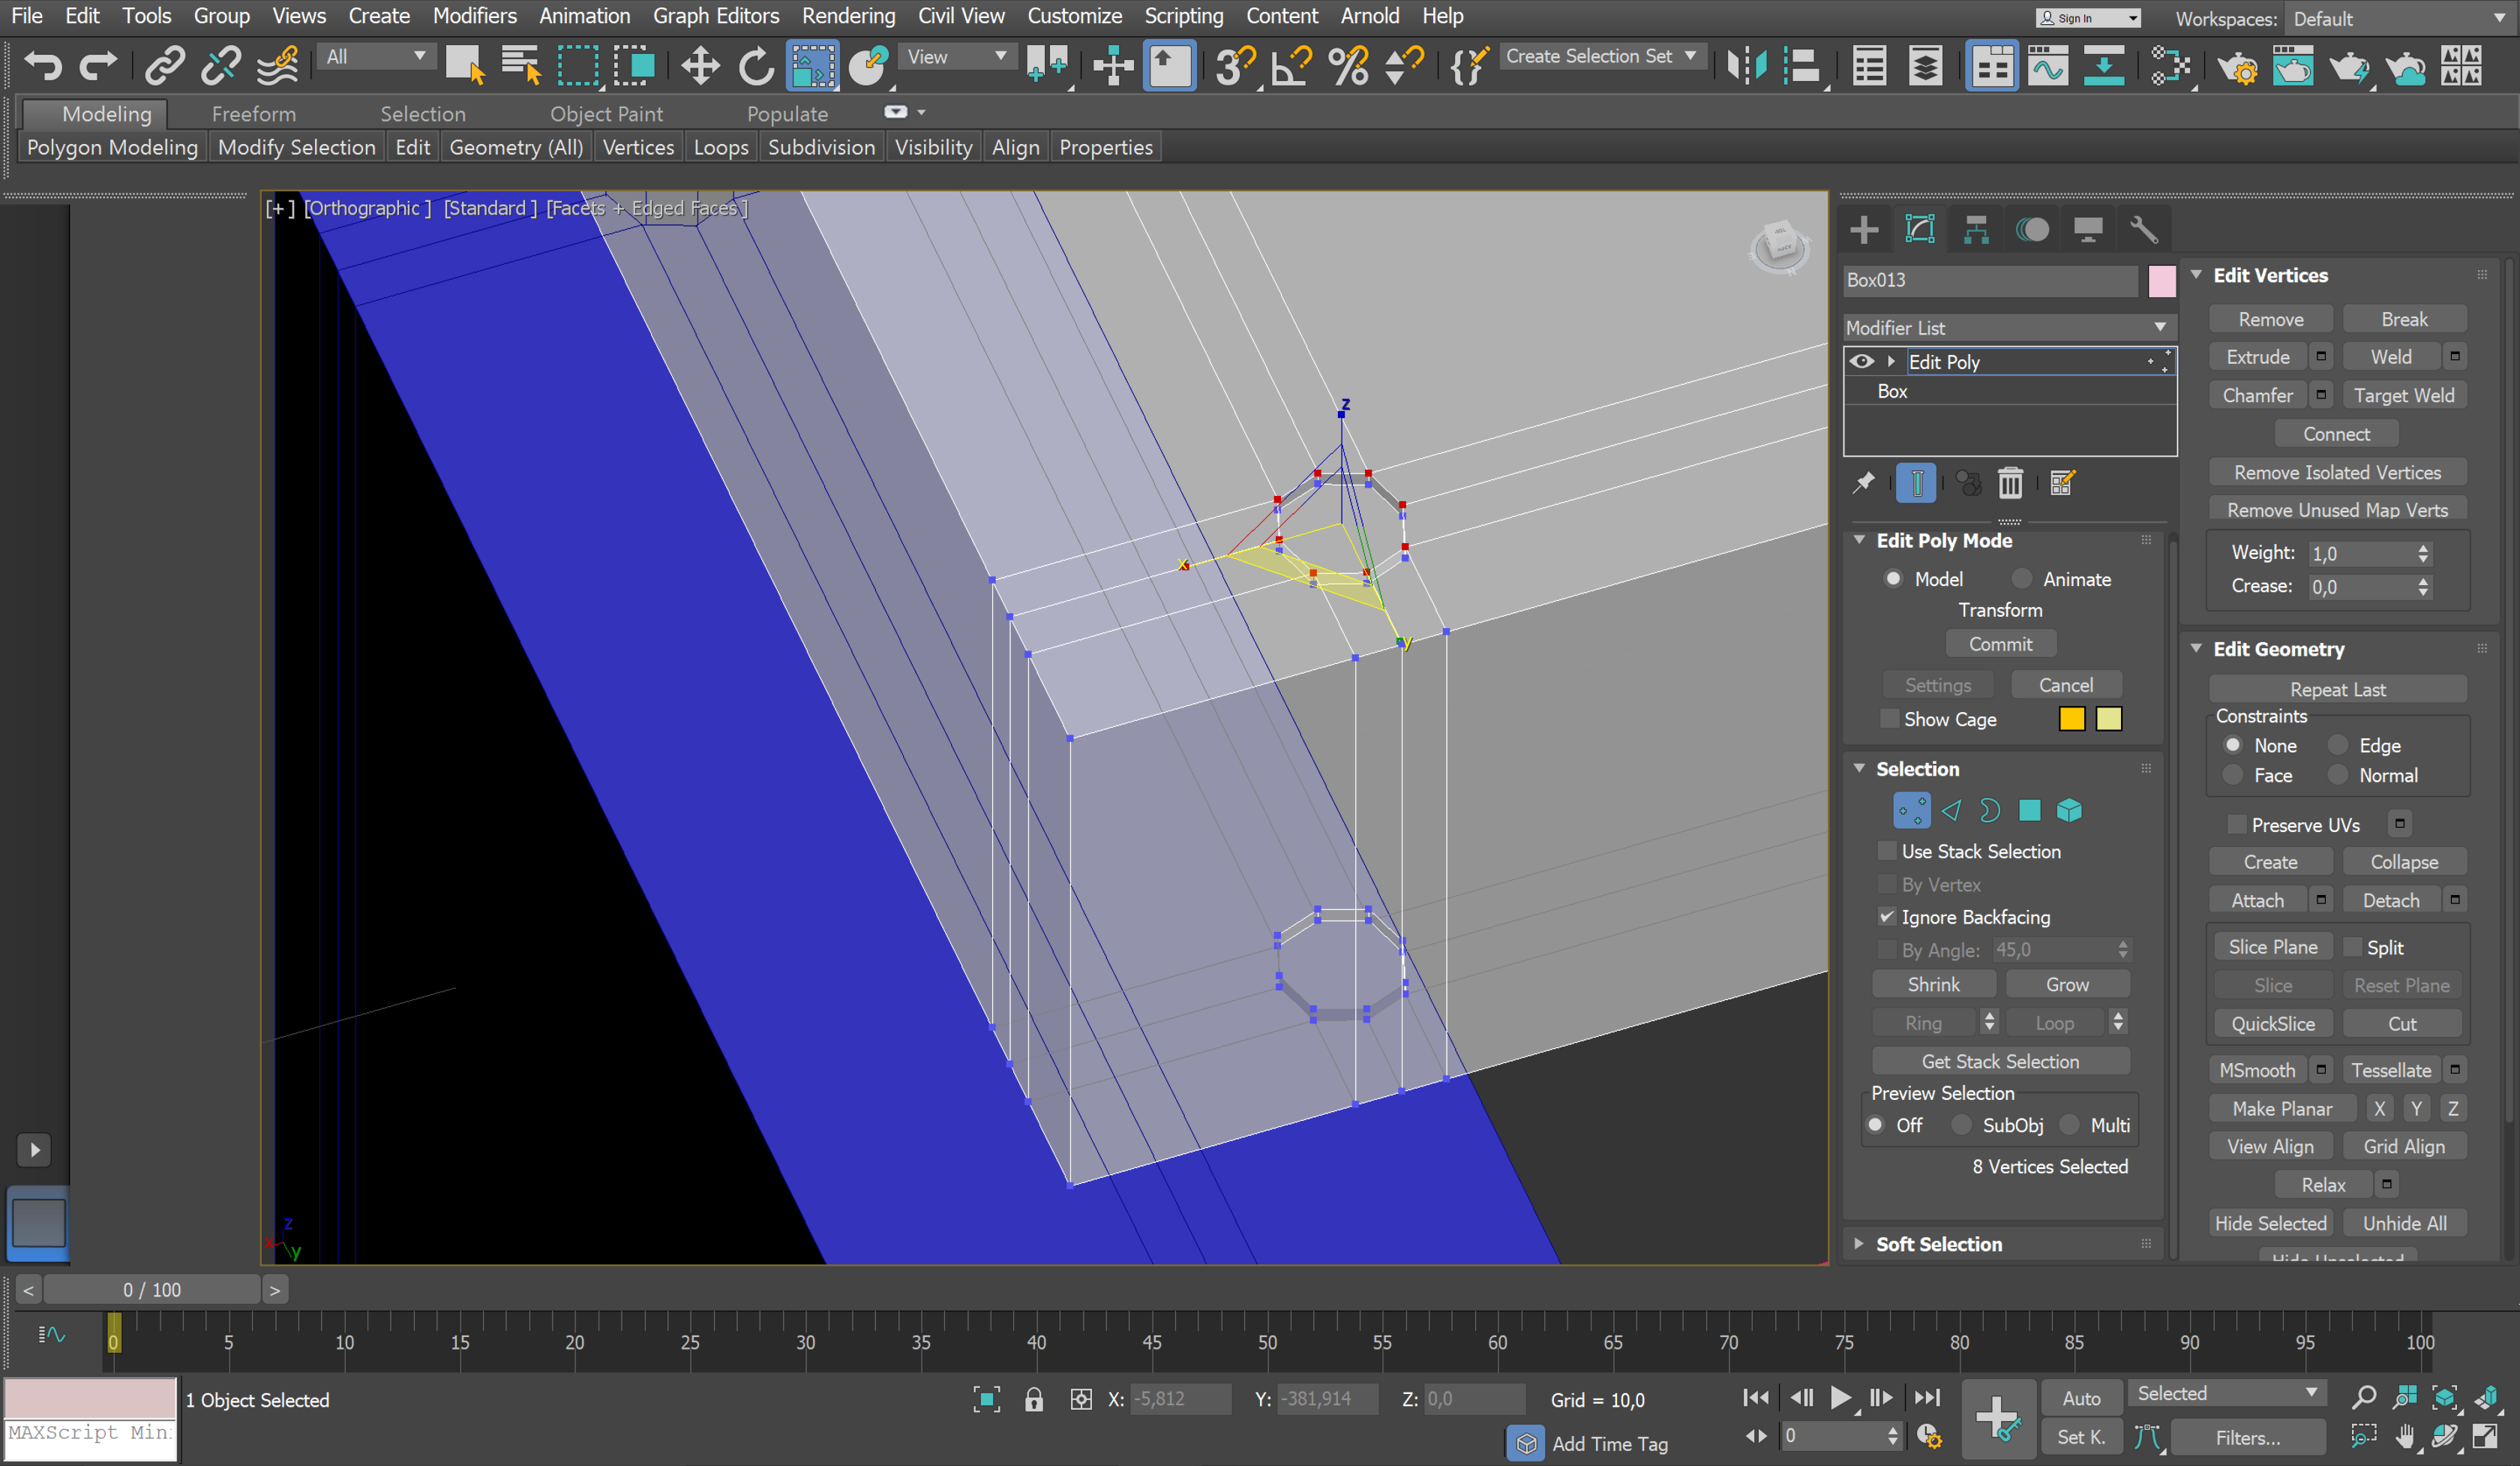 File Edit Tools Group Views Create Modifiers Animation Graph Editors Rendering Civil View Customize Scripting Content Arnold Help Sign In Workspaces: Default
All View Create Selection Set
Modeling Freeform Selection Object Paint Populate
Polygon Modeling Modify Selection Edit Geometry (All) Vertices Loops Subdivision Visibility Align Properties
[+] [Orthographic] [Standard] [Facets + Edged Faces]
z
x
y
z
x
y
Box013
Modifier List
Edit Poly
Box
Edit Poly Mode
Model Animate
Transform
Commit
Settings Cancel
Show Cage
Selection
Use Stack Selection
By Vertex
Ignore Backfacing
By Angle: 45,0
Shrink Grow
Ring Loop
Get Stack Selection
Preview Selection
Off SubObj Multi
8 Vertices Selected
Soft Selection
Edit Vertices
Remove Break
Extrude Weld
Chamfer Target Weld
Connect
Remove Isolated Vertices
Remove Unused Map Verts
Weight: 1,0
Crease: 0,0
Edit Geometry
Repeat Last
Constraints
None Edge
Face Normal
Preserve UVs
Create Collapse
Attach Detach
Slice Plane Split
Slice Reset Plane
QuickSlice Cut
MSmooth Tessellate
Make Planar X Y Z
View Align Grid Align
Relax
Hide Selected Unhide All
Hide Unselected
< 0 / 100 >
0 5 10 15 20 25 30 35 40 45 50 55 60 65 70 75 80 85 90 95 100
1 Object Selected X: -5,812 Y: -381,914 Z: 0,0 Grid = 10,0 Auto Selected
MAXScript Min Add Time Tag 0 Set K. Filters...